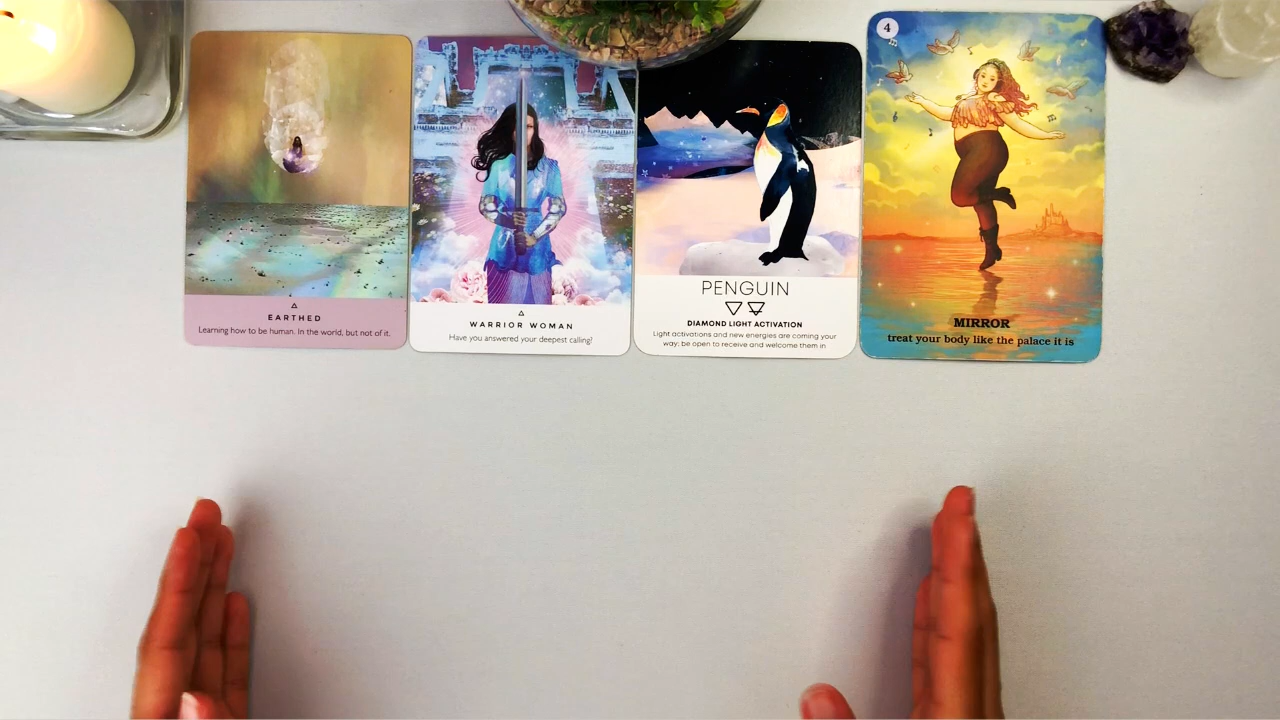 EARTHED
Learning how to be human. In the world, but not of it.
WARRIOR WOMAN
Have you answered your deepest calling?
PENGUIN
DIAMOND LIGHT ACTIVATION
Light activations and new energies are coming your
way; be open to receive and welcome them in
4
MIRROR
treat your body like the palace it is